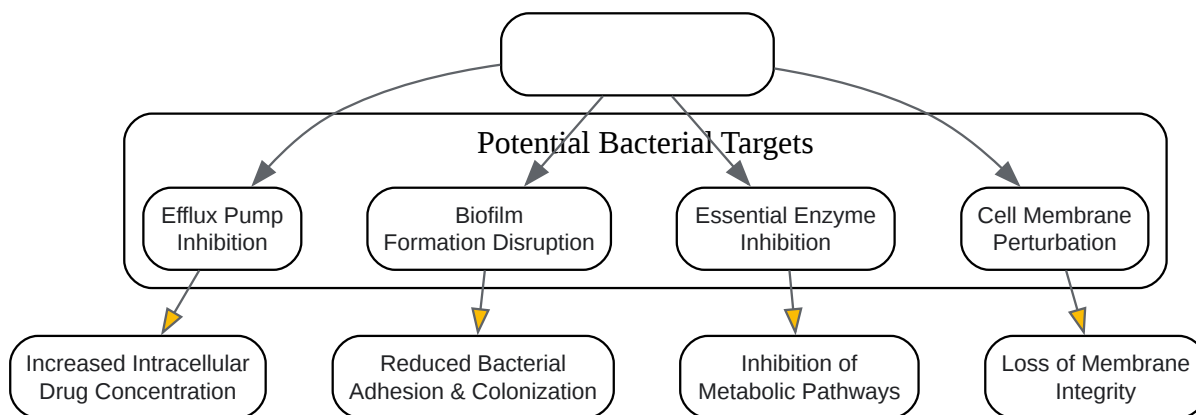 Potential Bacterial Targets
Efflux Pump
Inhibition
Biofilm
Formation Disruption
Essential Enzyme
Inhibition
Cell Membrane
Perturbation
Increased Intracellular
Drug Concentration
Reduced Bacterial
Adhesion & Colonization
Inhibition of
Metabolic Pathways
Loss of Membrane
Integrity